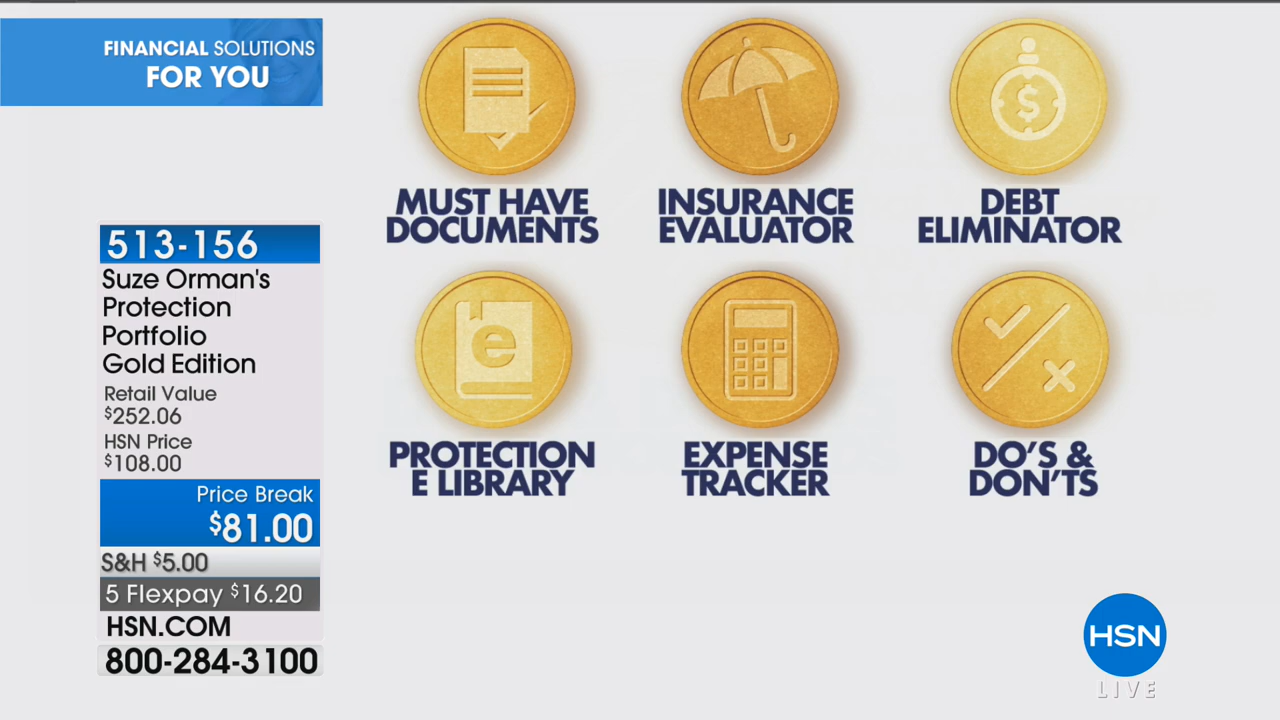 FINANCIAL SOLUTIONS
FOR YOU
513-156
Suze Orman's
Protection
Portfolio
Gold Edition
Retail Value
$252.06
HSN Price
$108.00
Price Break
$81.00
S&H $5.00
5 Flexpay $16.20
HSN.COM
800-284-3100
$
MUST HAVE
DOCUMENTS
INSURANCE
EVALUATOR
DEBT
ELIMINATOR
e
PROTECTION
E LIBRARY
EXPENSE
TRACKER
DO'S &
DON'TS
HSN
LIVE